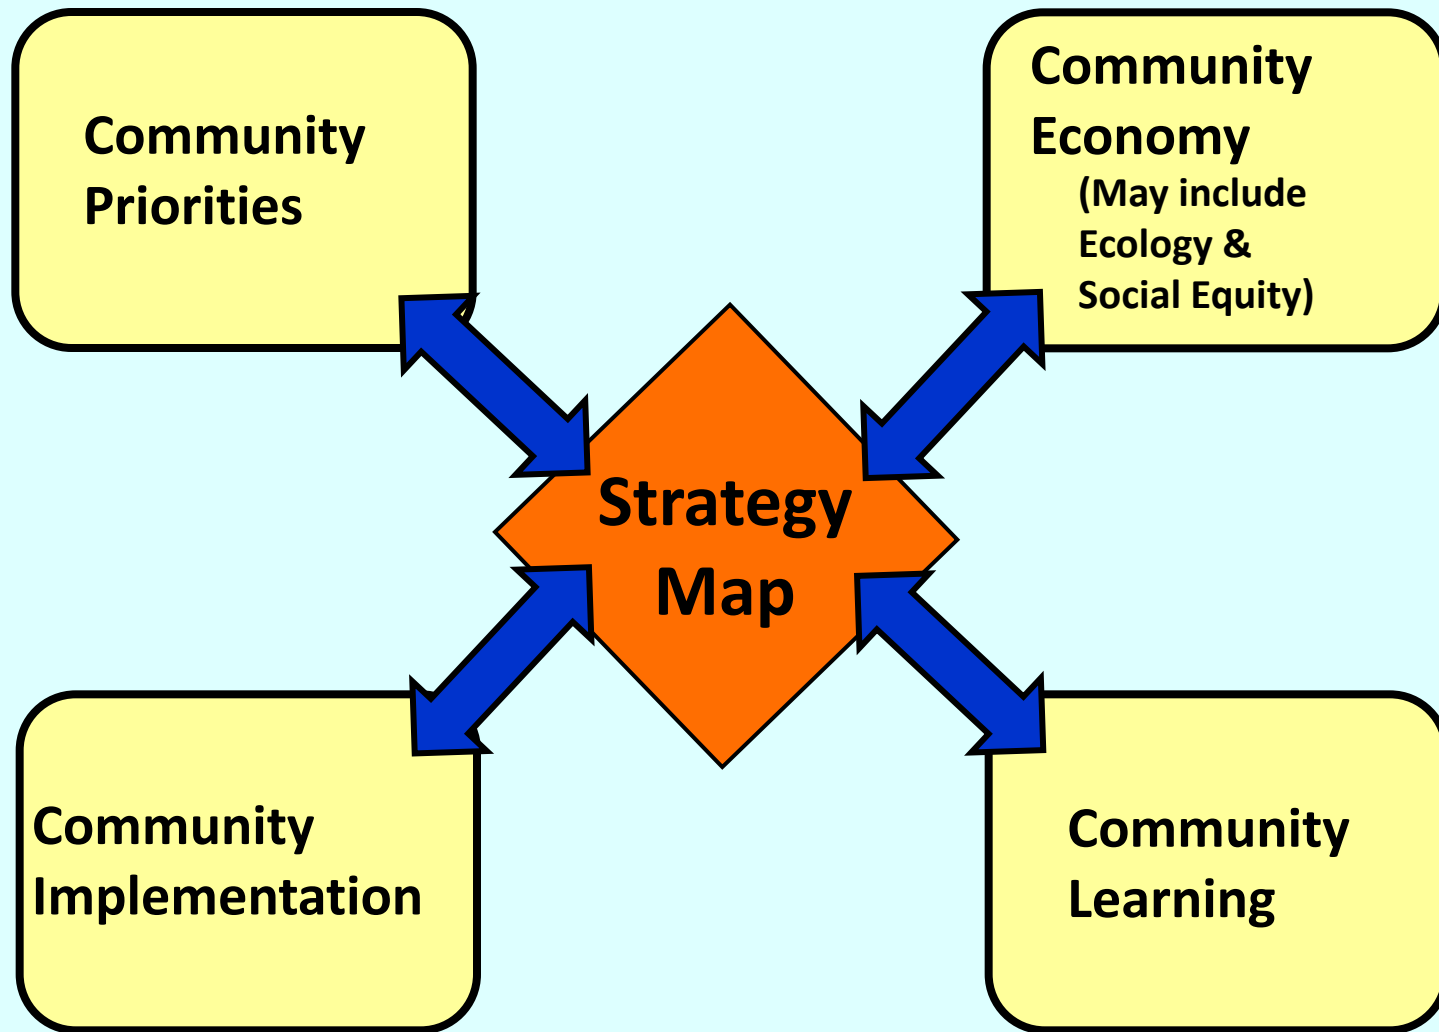 Community
Priorities
Community
Economy
(May include
Ecology &
Social Equity)
Strategy
Map
Community
Implementation
Community
Learning